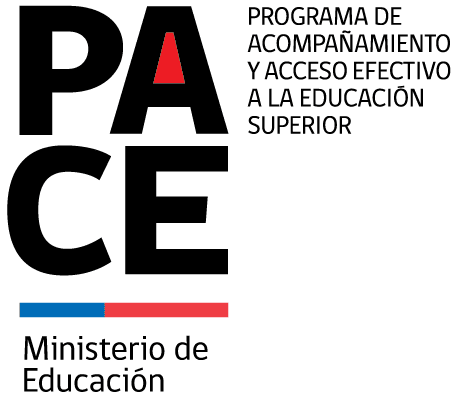 PA
CE
PROGRAMA DE
ACOMPAÑAMIENTO
Y ACCESO EFECTIVO
A LA EDUCACIÓN
SUPERIOR
Ministerio de
Educación